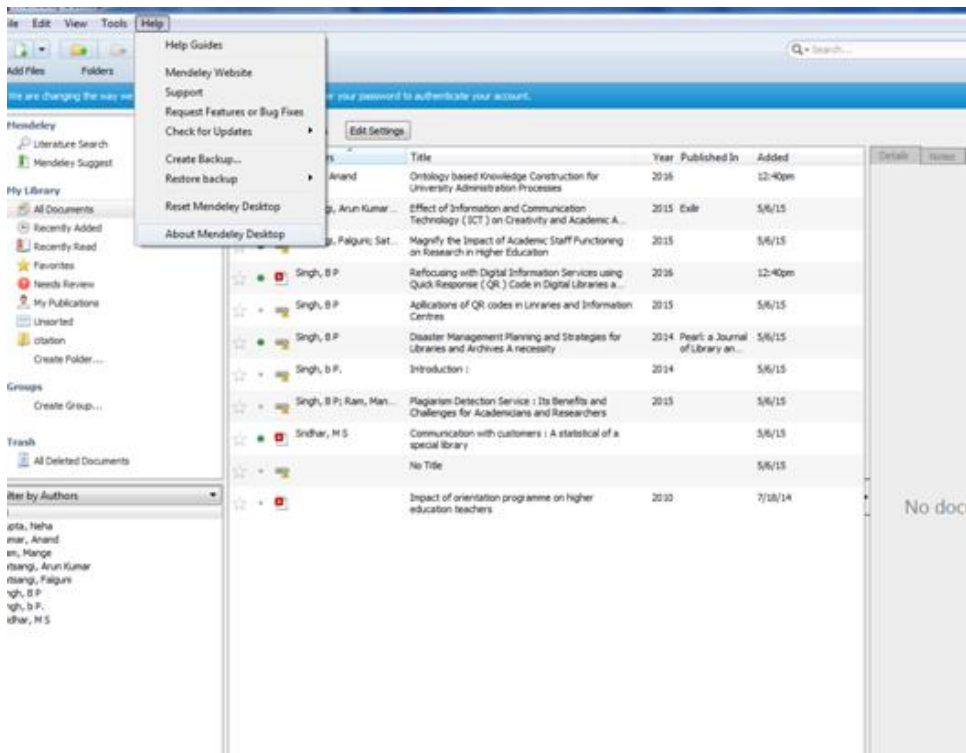 File Edit View Tools Help
Help Guides
Mendeley Website
Support
Request Features or Bug Fixes
Check for Updates
Create Backup...
Restore backup
Reset Mendeley Desktop
About Mendeley Desktop
Search...
Add Files Folders
are changing the way we
your password to authenticate your account.
Edit Settings
Mendeley
Literature Search
Mendeley Suggest
My Library
All Documents
Recently Added
Recently Read
Favorites
Needs Review
My Publications
Unsorted
citation
Create Folder...
Groups
Create Group...
Trash
All Deleted Documents
Title Year Published In Added
Anand Ontology based Knowledge Construction for 2016 12:40pm
University Administration Processes
Arun Kumar... Effect of Information and Communication 2015 Exilr 5/6/15
Technology ( ICT ) on Creativity and Academic A...
Falguni; Sat... Magnify the Impact of Academic Staff Functioning 2015 5/6/15
on Research in Higher Education
Singh, B P Refocusing with Digital Information Services using 2016 12:40pm
Quick Response ( QR ) Code in Digital Libraries a...
Singh, B P Apllications of QR codes in Linraries and Information 2015 5/6/15
Centres
Singh, B P Disaster Management Planning and Strategies for 2014 Pearl: a Journal 5/6/15
Libraries and Archives A necessity of Library an...
Singh, b P. Introduction : 2014 5/6/15
Singh, B P; Ram, Man... Plagiarism Detection Service : Its Benefits and 2015 5/6/15
Challenges for Academicians and Researchers
Sridhar, M S Communication with customers : A statistical of a 5/6/15
special library
No Title 5/6/15
Impact of orientation programme on higher 2010 7/18/14
education teachers
Details Notes
No doc
by Authors
Neha
Anand
Mange
Arun Kumar
Falguni
B P
b P.
M S